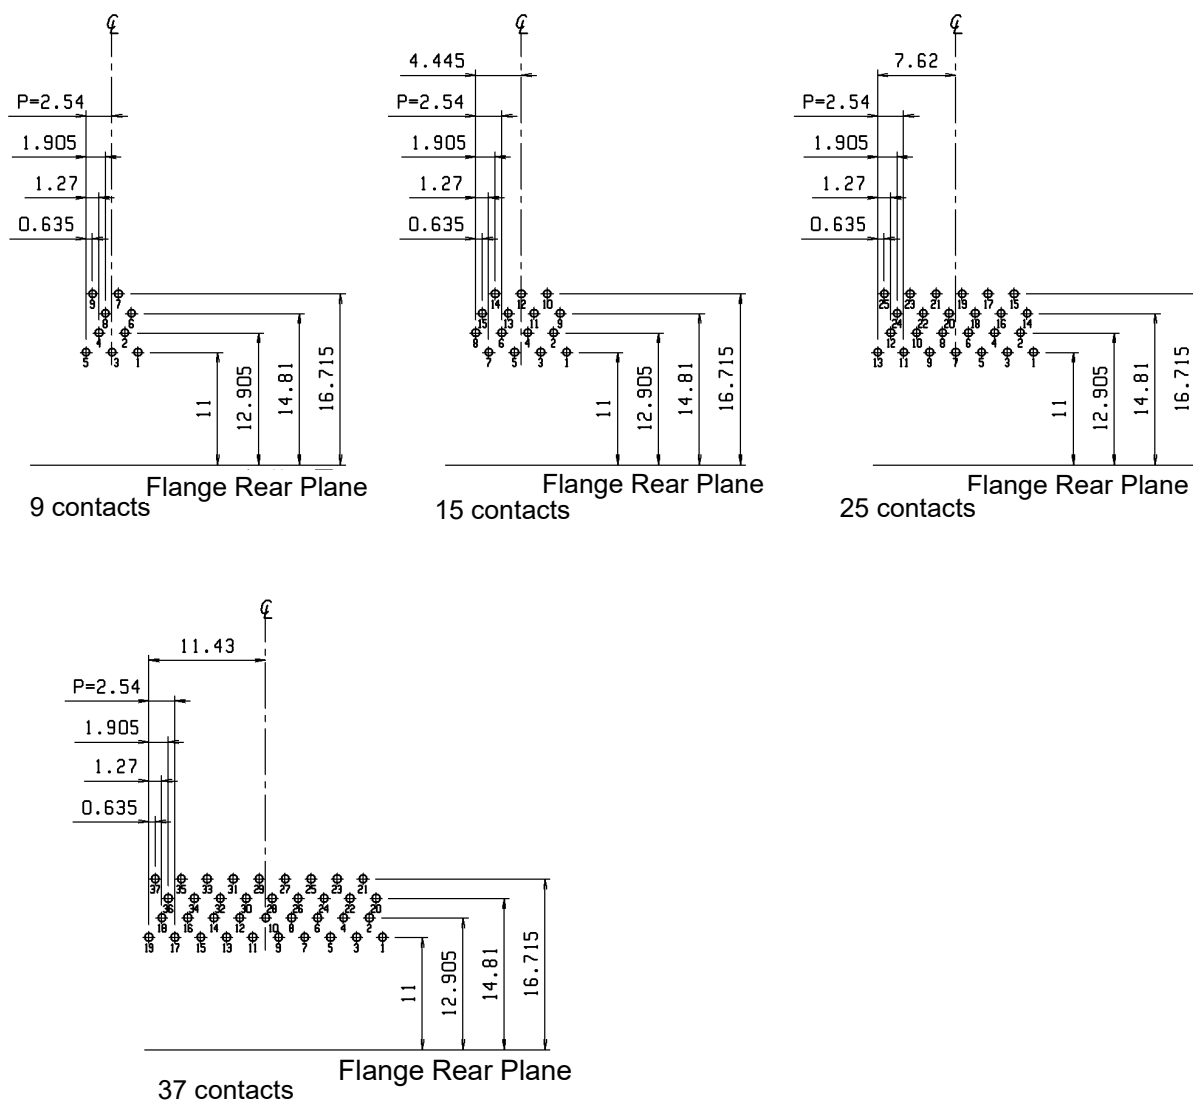 ℄
P=2.54
1.905
1.27
0.635
9 7
8 6
4 2
5 3 1
11
12.905
14.81
16.715
Flange Rear Plane
9 contacts
℄
4.445
P=2.54
1.905
1.27
0.635
14 12 10
15 13 11 9
8 6 4 2
7 5 3 1
11
12.905
14.81
16.715
Flange Rear Plane
15 contacts
℄
7.62
P=2.54
1.905
1.27
0.635
25 23 21 19 17 15
24 22 20 18 16 14
12 10 8 6 4 2
13 11 9 7 5 3 1
11
12.905
14.81
16.715
Flange Rear Plane
25 contacts
℄
11.43
P=2.54
1.905
1.27
0.635
37 35 33 31 29 27 25 23 21
36 34 32 30 28 26 24 22 20
18 16 14 12 10 8 6 4 2
19 17 15 13 11 9 7 5 3 1
11
12.905
14.81
16.715
Flange Rear Plane
37 contacts